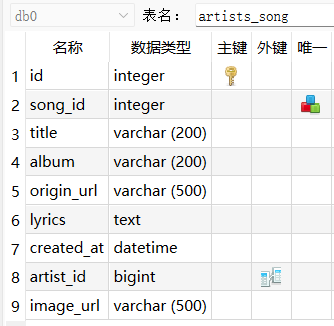 db0 表名： artists_song
名称 数据类型 主键 外键 唯一
1 id integer
2 song_id integer
3 title varchar (200)
4 album varchar (200)
5 origin_url varchar (500)
6 lyrics text
7 created_at datetime
8 artist_id bigint
9 image_url varchar (500)